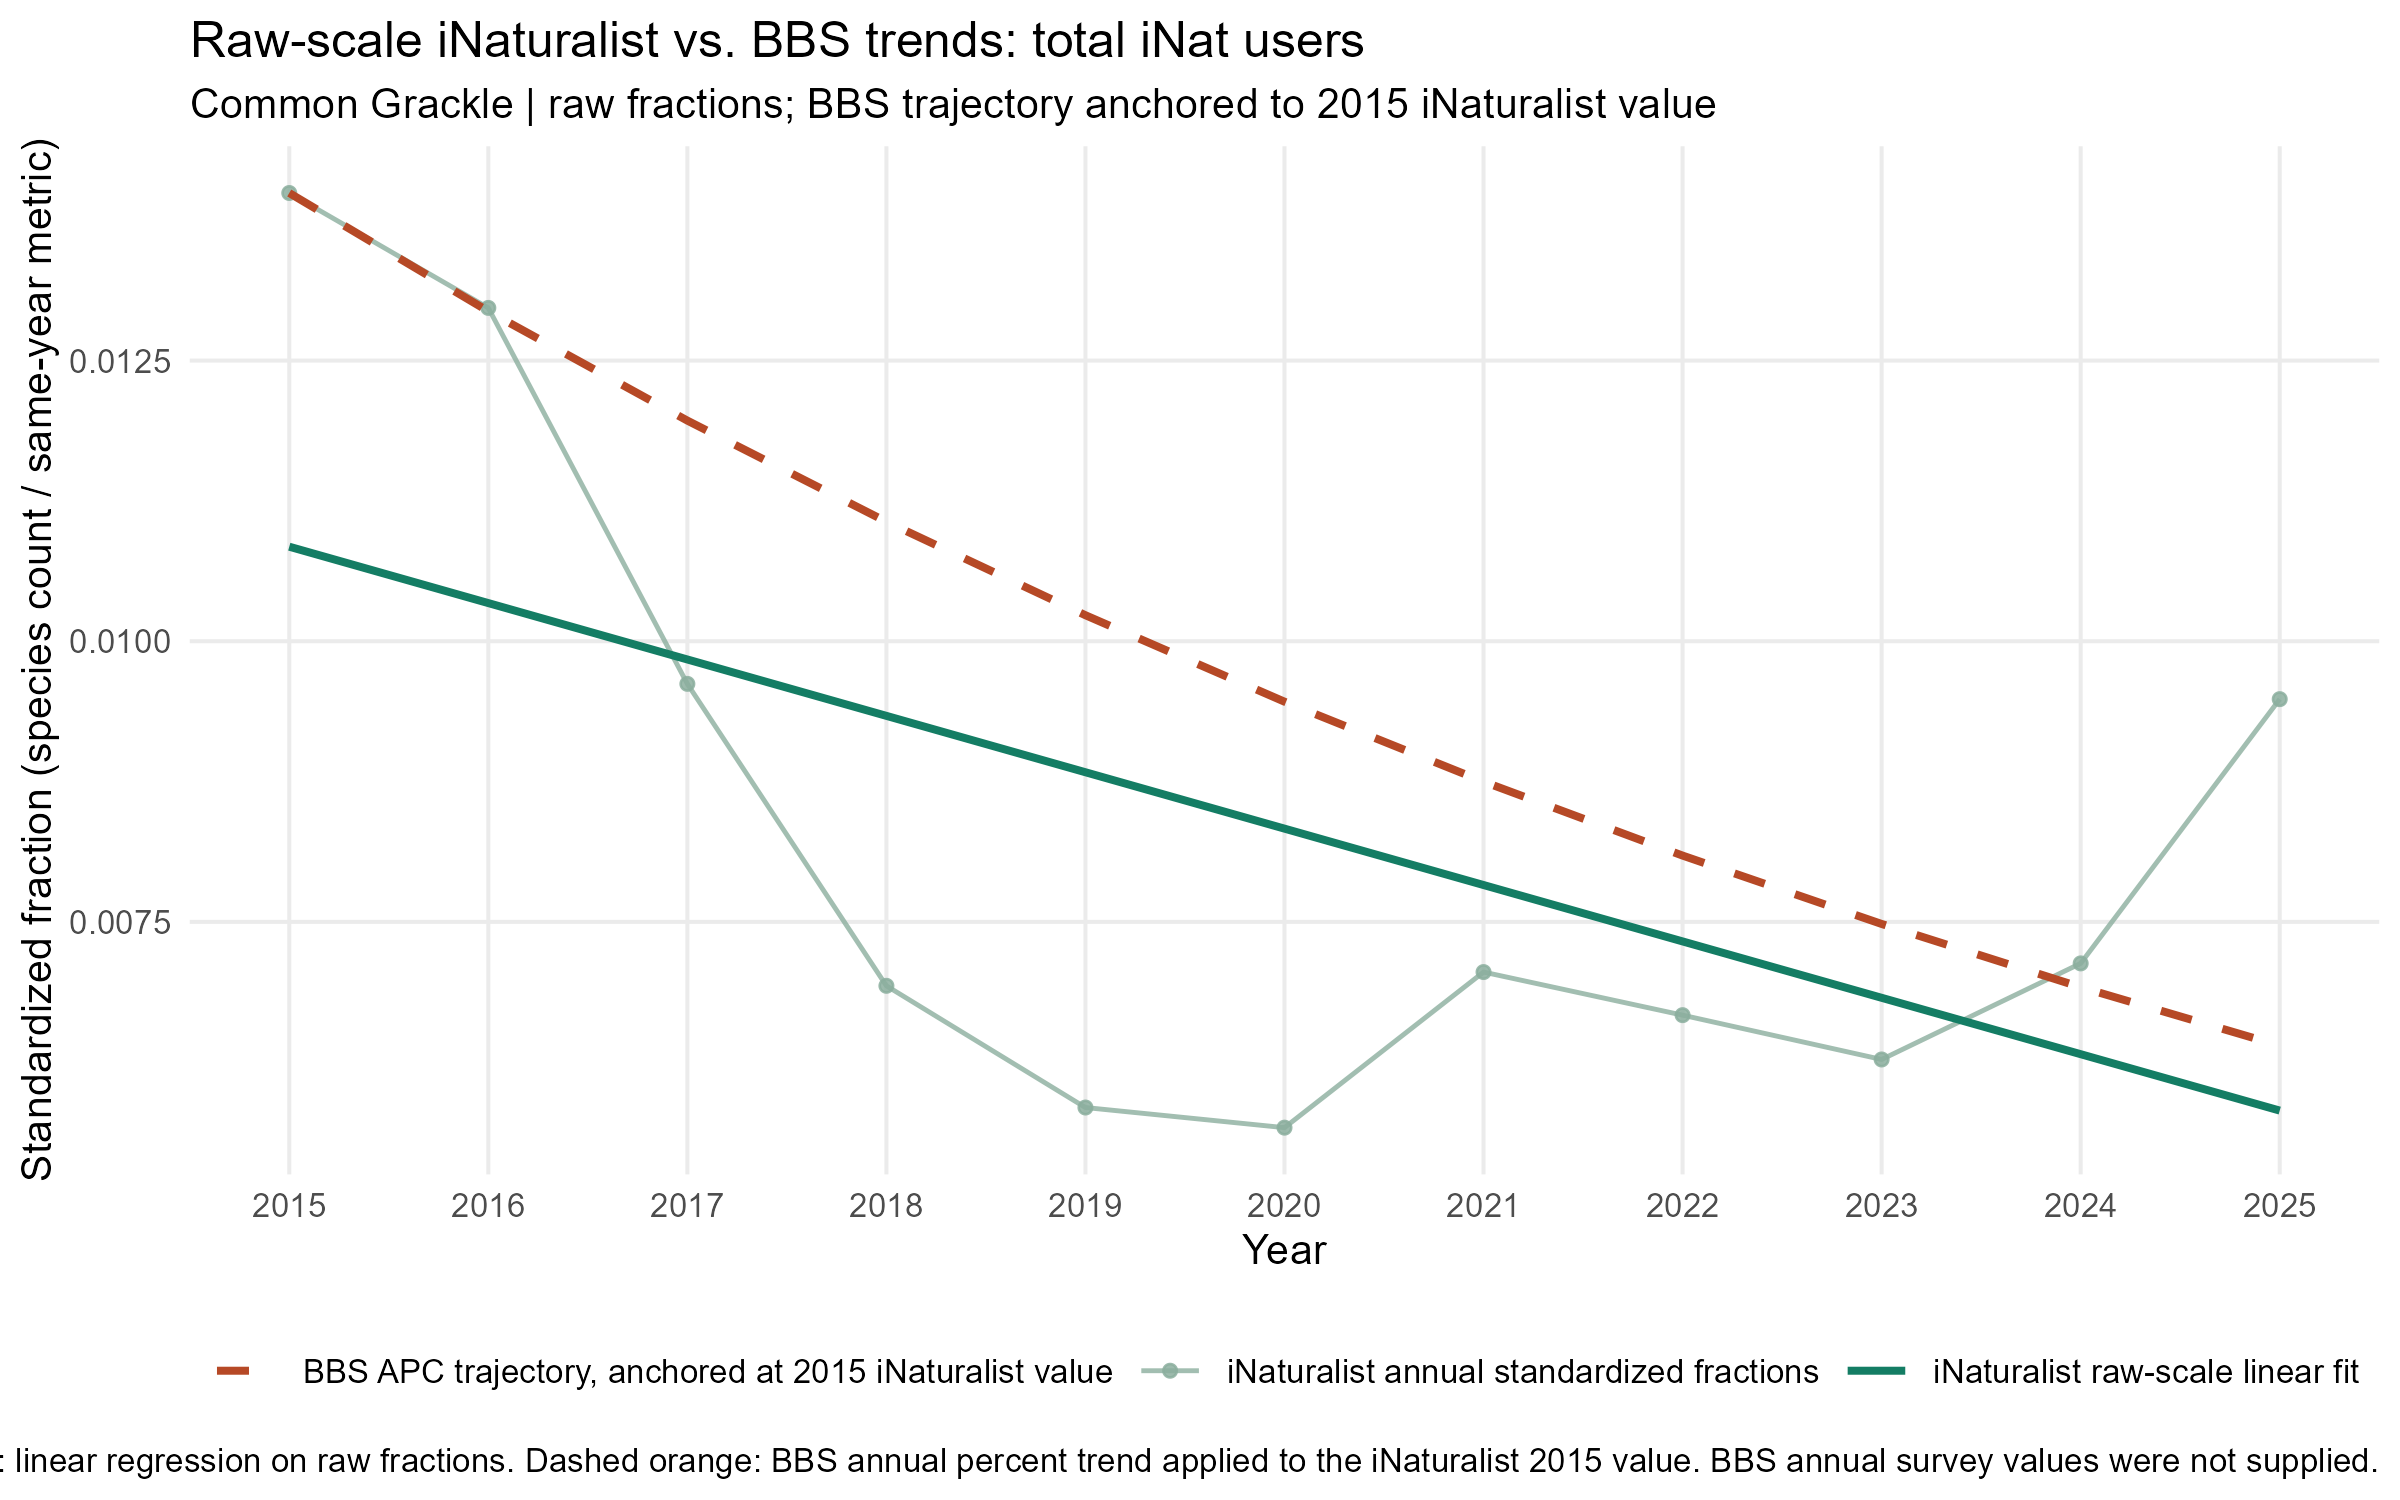 Raw-scale iNaturalist vs. BBS trends: total iNat users
Common Grackle | raw fractions; BBS trajectory anchored to 2015 iNaturalist value
Standardized fraction (species count / same-year metric)
0.0125
0.0100
0.0075
2015 2016 2017 2018 2019 2020 2021 2022 2023 2024 2025
Year
BBS APC trajectory, anchored at 2015 iNaturalist value iNaturalist annual standardized fractions iNaturalist raw-scale linear fit
: linear regression on raw fractions. Dashed orange: BBS annual percent trend applied to the iNaturalist 2015 value. BBS annual survey values were not supplied.